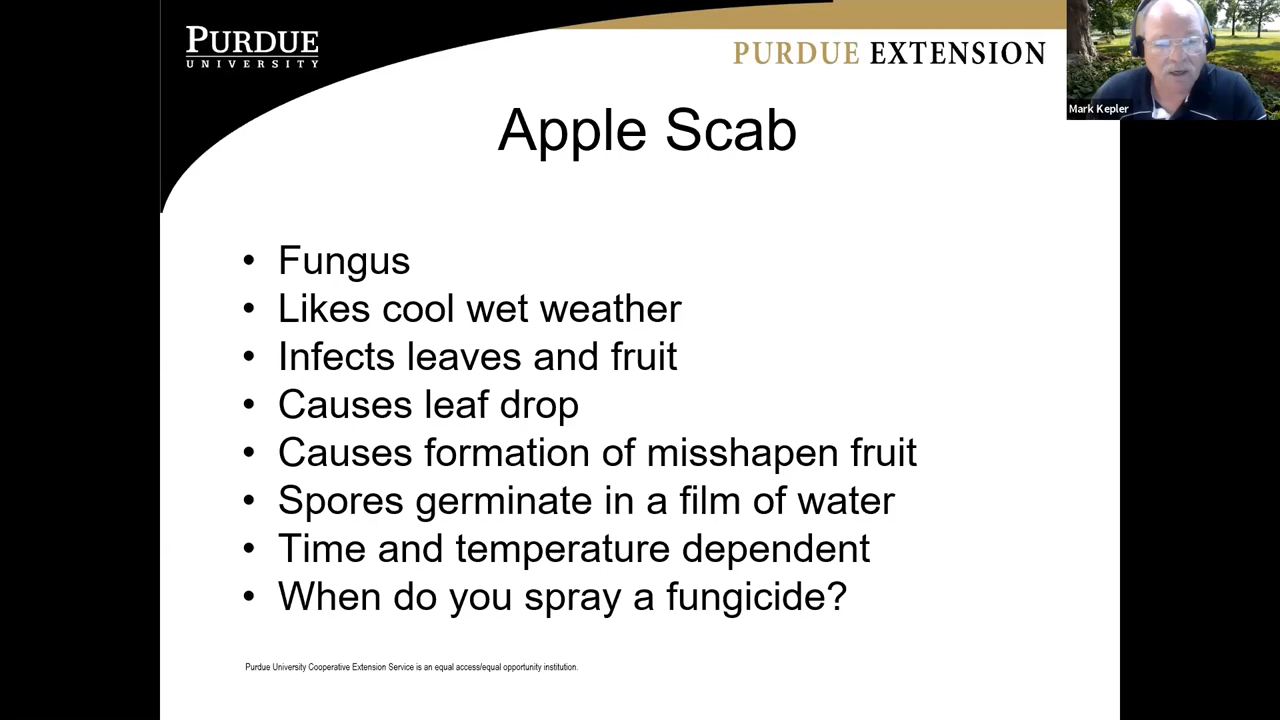 PURDUE
UNIVERSITY
PURDUE EXTENSION
Mark Kepler
Apple Scab
• Fungus
• Likes cool wet weather
• Infects leaves and fruit
• Causes leaf drop
• Causes formation of misshapen fruit
• Spores germinate in a film of water
• Time and temperature dependent
• When do you spray a fungicide?
Purdue University Cooperative Extension Service is an equal access/equal opportunity institution.